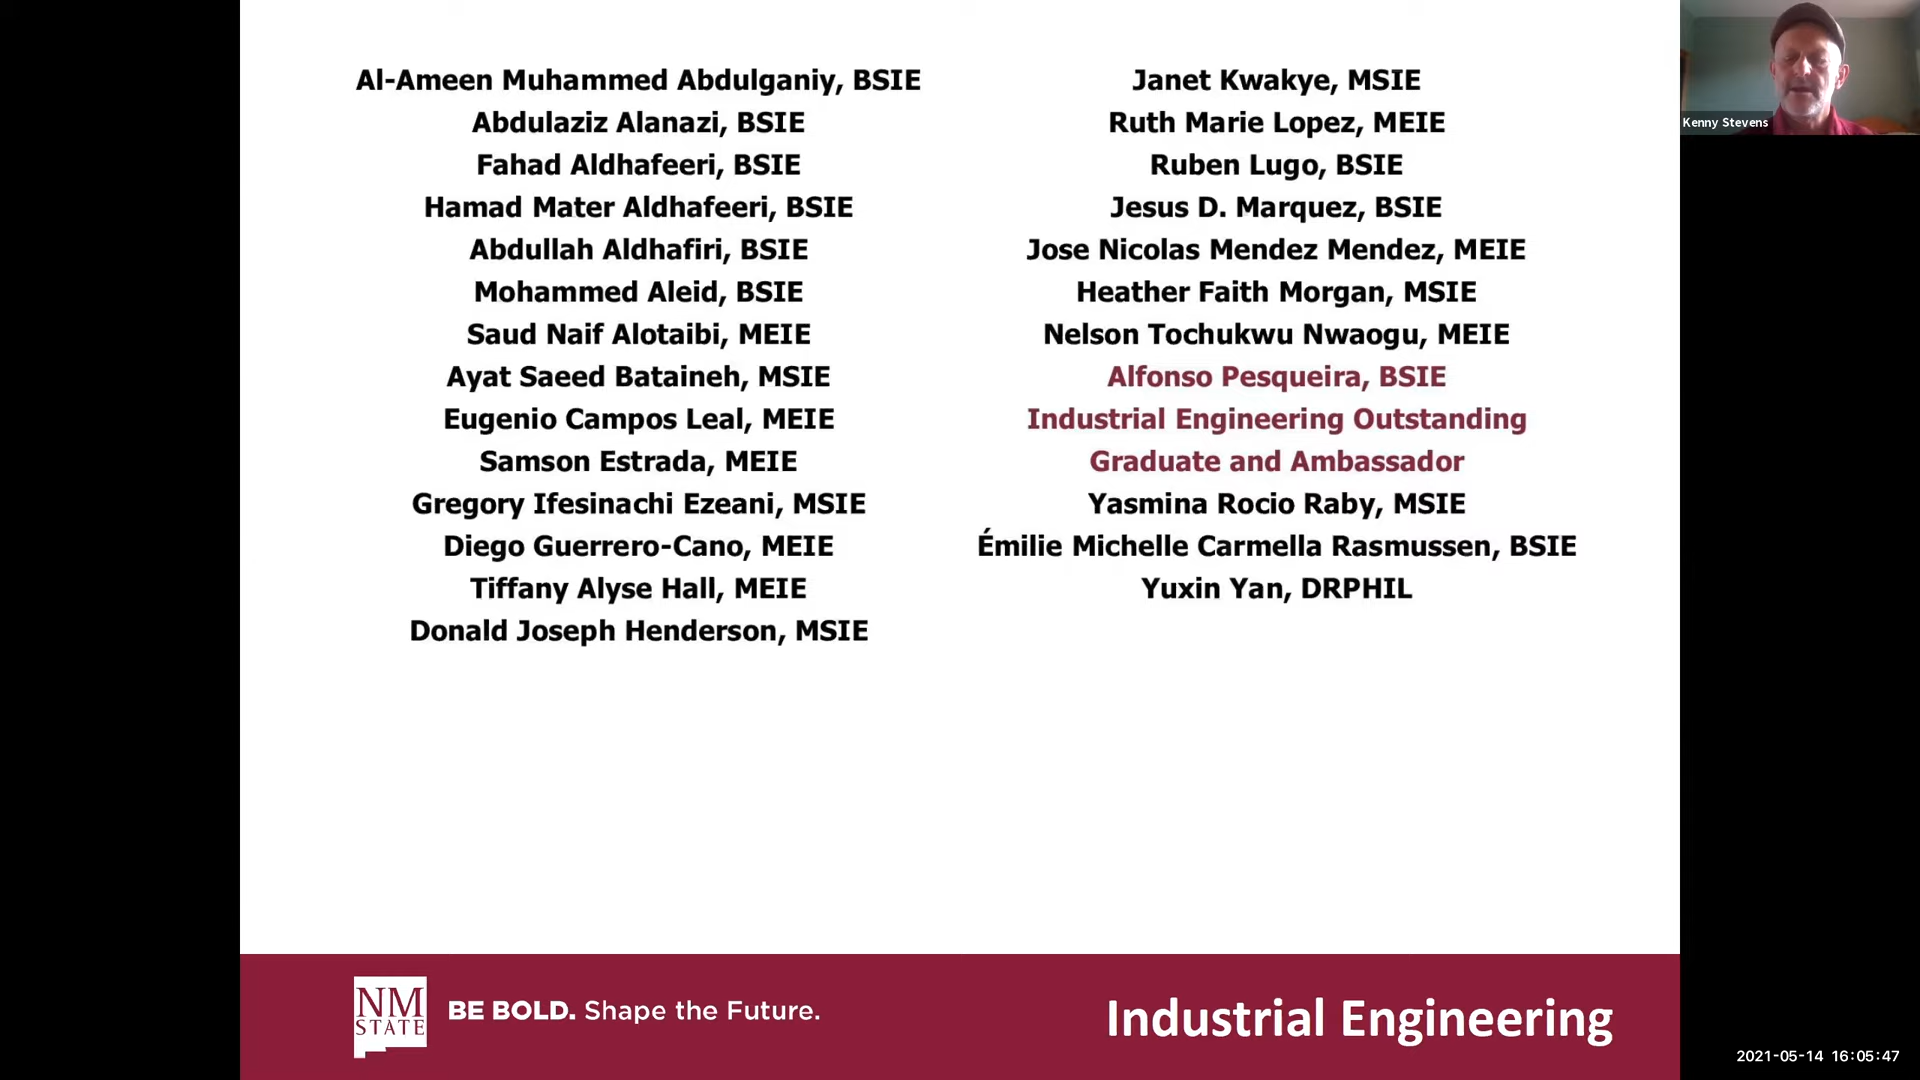 Al-Ameen Muhammed Abdulganiy, BSIE
Abdulaziz Alanazi, BSIE
Fahad Aldhafeeri, BSIE
Hamad Mater Aldhafeeri, BSIE
Abdullah Aldhafiri, BSIE
Mohammed Aleid, BSIE
Saud Naif Alotaibi, MEIE
Ayat Saeed Bataineh, MSIE
Eugenio Campos Leal, MEIE
Samson Estrada, MEIE
Gregory Ifesinachi Ezeani, MSIE
Diego Guerrero-Cano, MEIE
Tiffany Alyse Hall, MEIE
Donald Joseph Henderson, MSIE
Janet Kwakye, MSIE
Ruth Marie Lopez, MEIE
Ruben Lugo, BSIE
Jesus D. Marquez, BSIE
Jose Nicolas Mendez Mendez, MEIE
Heather Faith Morgan, MSIE
Nelson Tochukwu Nwaogu, MEIE
Alfonso Pesqueira, BSIE
Industrial Engineering Outstanding
Graduate and Ambassador
Yasmina Rocio Raby, MSIE
Émilie Michelle Carmella Rasmussen, BSIE
Yuxin Yan, DRPHIL
Kenny Stevens
NM
STATE
BE BOLD. Shape the Future.
Industrial Engineering
2021-05-14 16:05:47